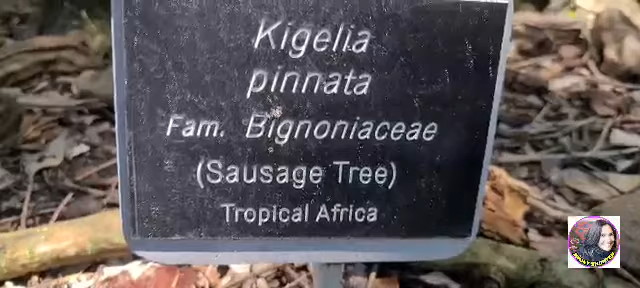 Kigelia
pinnata
Fam. Bignoniaceae
(Sausage Tree)
Tropical Africa